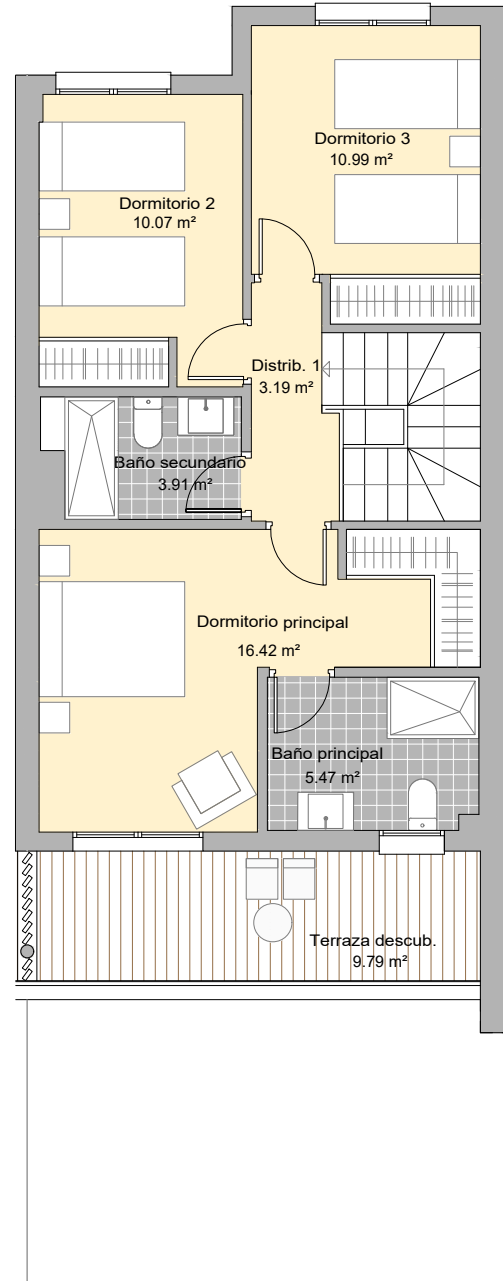 Dormitorio 3
10.99 m²
Dormitorio 2
10.07 m²
Distrib. 1
3.19 m²
Baño secundario
3.91 m²
Dormitorio principal
16.42 m²
Baño principal
5.47 m²
Terraza descub.
9.79 m²